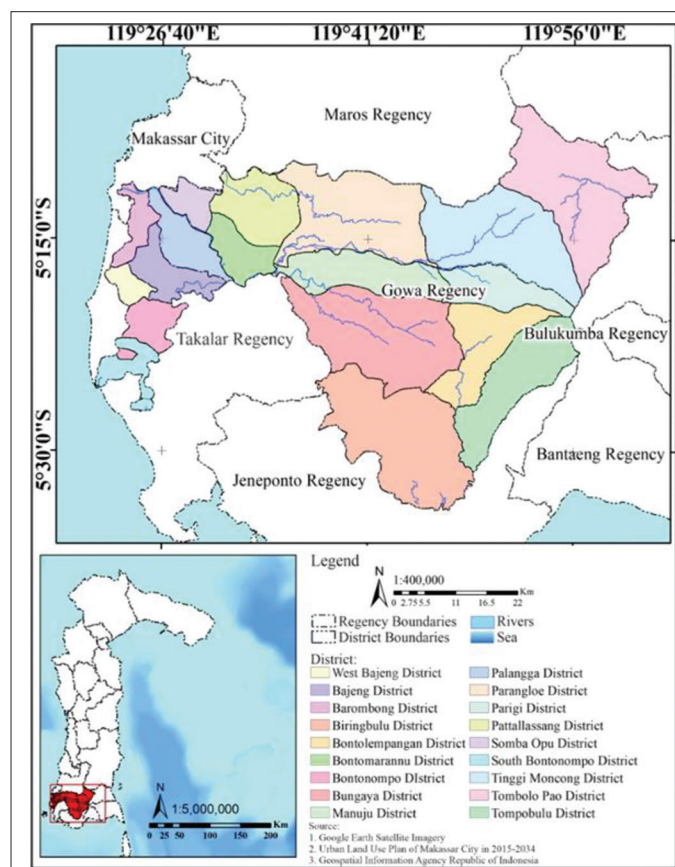 119°26'40"E 119°41'20"E 119°56'0"E
Maros Regency
Makassar City
5°15'0"S
Gowa Regency
Takalar Regency
Bulukumba Regency
5°30'0"S
Jeneponto Regency
Bantaeng Regency
Legend
N
1:400,000
Km
0 2.75 5.5 11 16.5 22
Regency Boundaries
District Boundaries
Rivers
Sea
District:
West Bajeng District
Bajeng District
Barombong District
Biringbulu District
Bontolempangan District
Bontomarannu District
Bontonompo DIstrict
Bungaya District
Manuju District
Palangga District
Parangloe District
Parigi District
Pattallassang District
Somba Opu District
South Bontonompo District
Tinggi Moncong District
Tombolo Pao District
Tompobulu District
Source:
1. Google Earth Satellite Imagery
2. Urban Land Use Plan of Makassar City in 2015-2034
3. Geospatial Information Agency Republic of Indonesia
N
1:5,000,000
Km
0 25 50 100 150 200